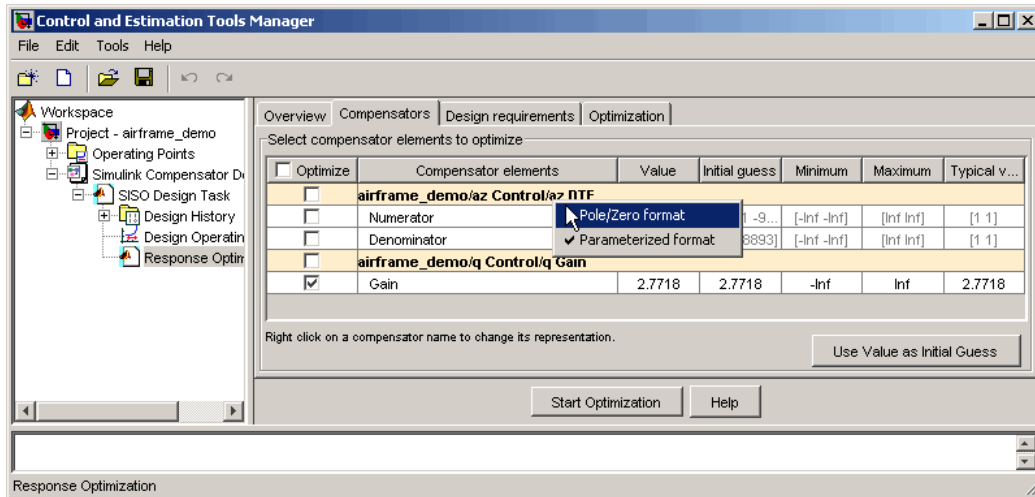 Control and Estimation Tools Manager
File Edit Tools Help
Workspace
Project - airframe_demo
Operating Points
Simulink Compensator De
SISO Design Task
Design History
Design Operatin
Response Optim
Overview Compensators Design requirements Optimization
Select compensator elements to optimize
Optimize Compensator elements Value Initial guess Minimum Maximum Typical v...
airframe_demo/az Control/az DTF
Pole/Zero format
Numerator 1 -9... [-Inf -Inf] [Inf Inf] [1 1]
Parameterized format
Denominator 8893] [-Inf -Inf] [Inf Inf] [1 1]
airframe_demo/q Control/q Gain
Gain 2.7718 2.7718 -Inf Inf 2.7718
Right click on a compensator name to change its representation.
Use Value as Initial Guess
Start Optimization Help
Response Optimization